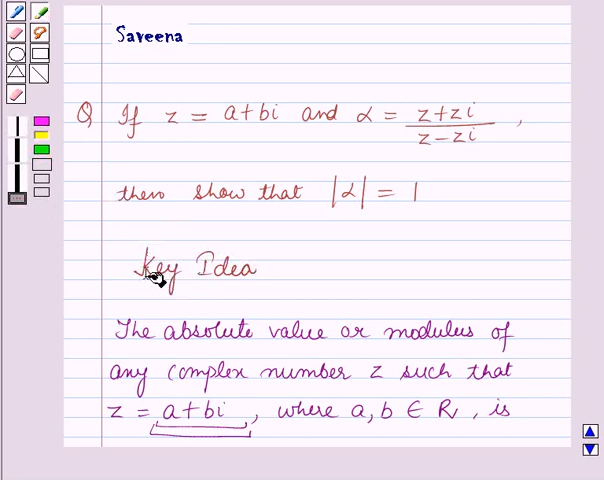 Saveena
Q If z = a+bi and α = z+zi / z-zi ,
then show that |α| = 1
Key Idea
The absolute value or modulus of
any complex number z such that
z = a+bi , where a, b ∈ R, is